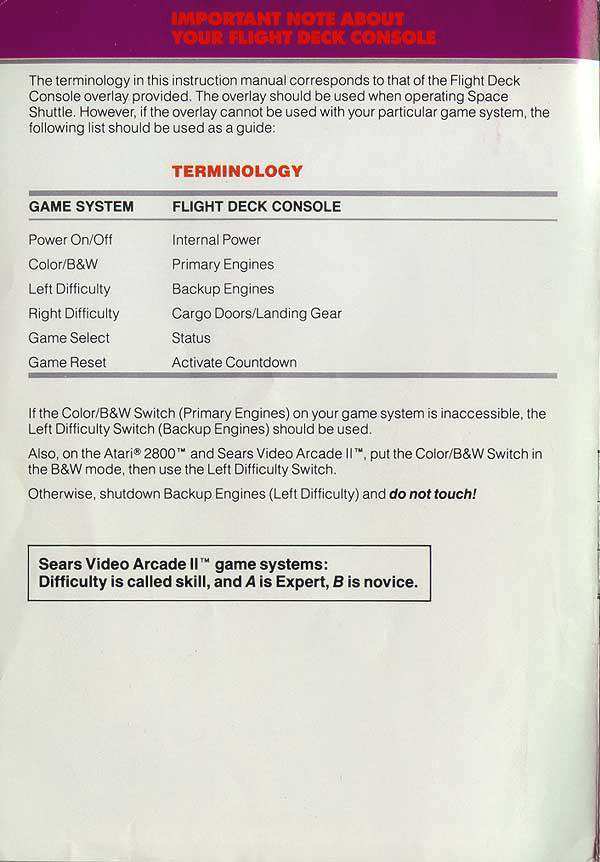 IMPORTANT NOTE ABOUT
YOUR FLIGHT DECK CONSOLE
The terminology in this instruction manual corresponds to that of the Flight Deck
Console overlay provided. The overlay should be used when operating Space
Shuttle. However, if the overlay cannot be used with your particular game system, the
following list should be used as a guide:
TERMINOLOGY
GAME SYSTEM FLIGHT DECK CONSOLE
Power On/Off Internal Power
Color/B&W Primary Engines
Left Difficulty Backup Engines
Right Difficulty Cargo Doors/Landing Gear
Game Select Status
Game Reset Activate Countdown
If the Color/B&W Switch (Primary Engines) on your game system is inaccessible, the
Left Difficulty Switch (Backup Engines) should be used.
Also, on the Atari® 2800™ and Sears Video Arcade II™, put the Color/B&W Switch in
the B&W mode, then use the Left Difficulty Switch.
Otherwise, shutdown Backup Engines (Left Difficulty) and do not touch!
Sears Video Arcade II™ game systems:
Difficulty is called skill, and A is Expert, B is novice.